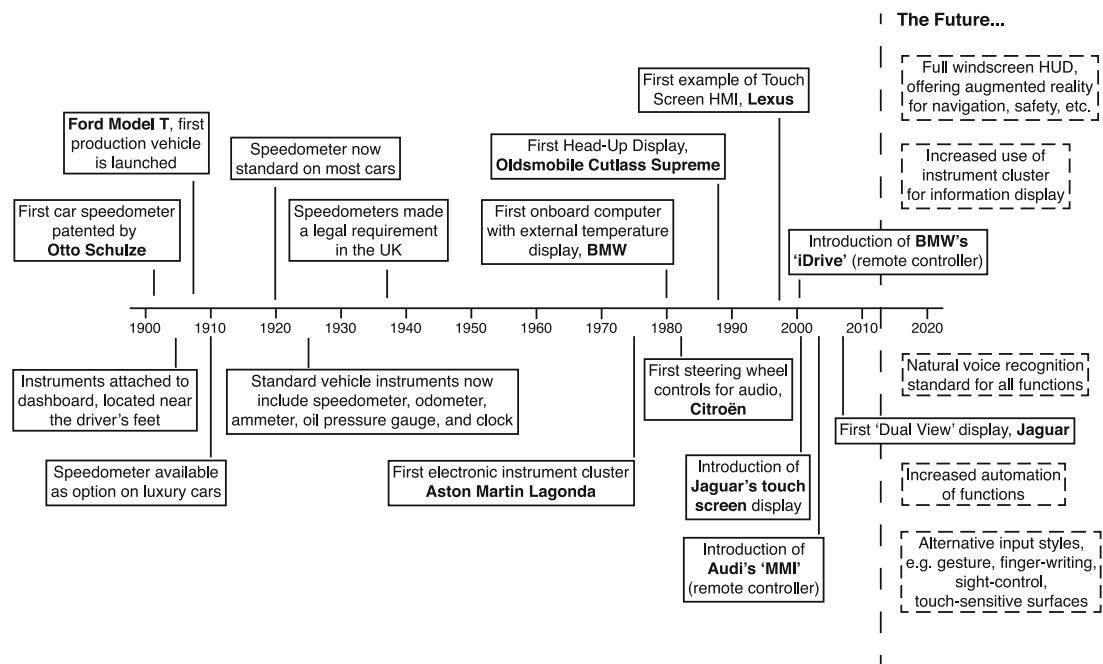 The Future...
Full windscreen HUD,
offering augmented reality
for navigation, safety, etc.
First example of Touch
Screen HMI, Lexus
Ford Model T, first
production vehicle
is launched
Speedometer now
standard on most cars
First Head-Up Display,
Oldsmobile Cutlass Supreme
Increased use of
instrument cluster
for information display
First car speedometer
patented by
Otto Schulze
Speedometers made
a legal requirement
in the UK
First onboard computer
with external temperature
display, BMW
Introduction of BMW's
'iDrive' (remote controller)
1900 1910 1920 1930 1940 1950 1960 1970 1980 1990 2000 2010 2020
Instruments attached to
dashboard, located near
the driver's feet
Standard vehicle instruments now
include speedometer, odometer,
ammeter, oil pressure gauge, and clock
First steering wheel
controls for audio,
Citroën
Natural voice recognition
standard for all functions
First 'Dual View' display, Jaguar
Speedometer available
as option on luxury cars
First electronic instrument cluster
Aston Martin Lagonda
Introduction of
Jaguar's touch
screen display
Increased automation
of functions
Introduction of
Audi's 'MMI'
(remote controller)
Alternative input styles,
e.g. gesture, finger-writing,
sight-control,
touch-sensitive surfaces